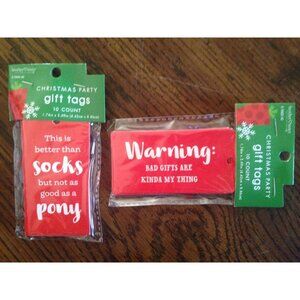 CHRISTMAS PARTY
gift tags
10 COUNT
This is
better than
socks
but not as
good as a
pony
Warning:
BAD GIFTS ARE
KINDA MY THING
CHRISTMAS PARTY
gift tags
10 COUNT